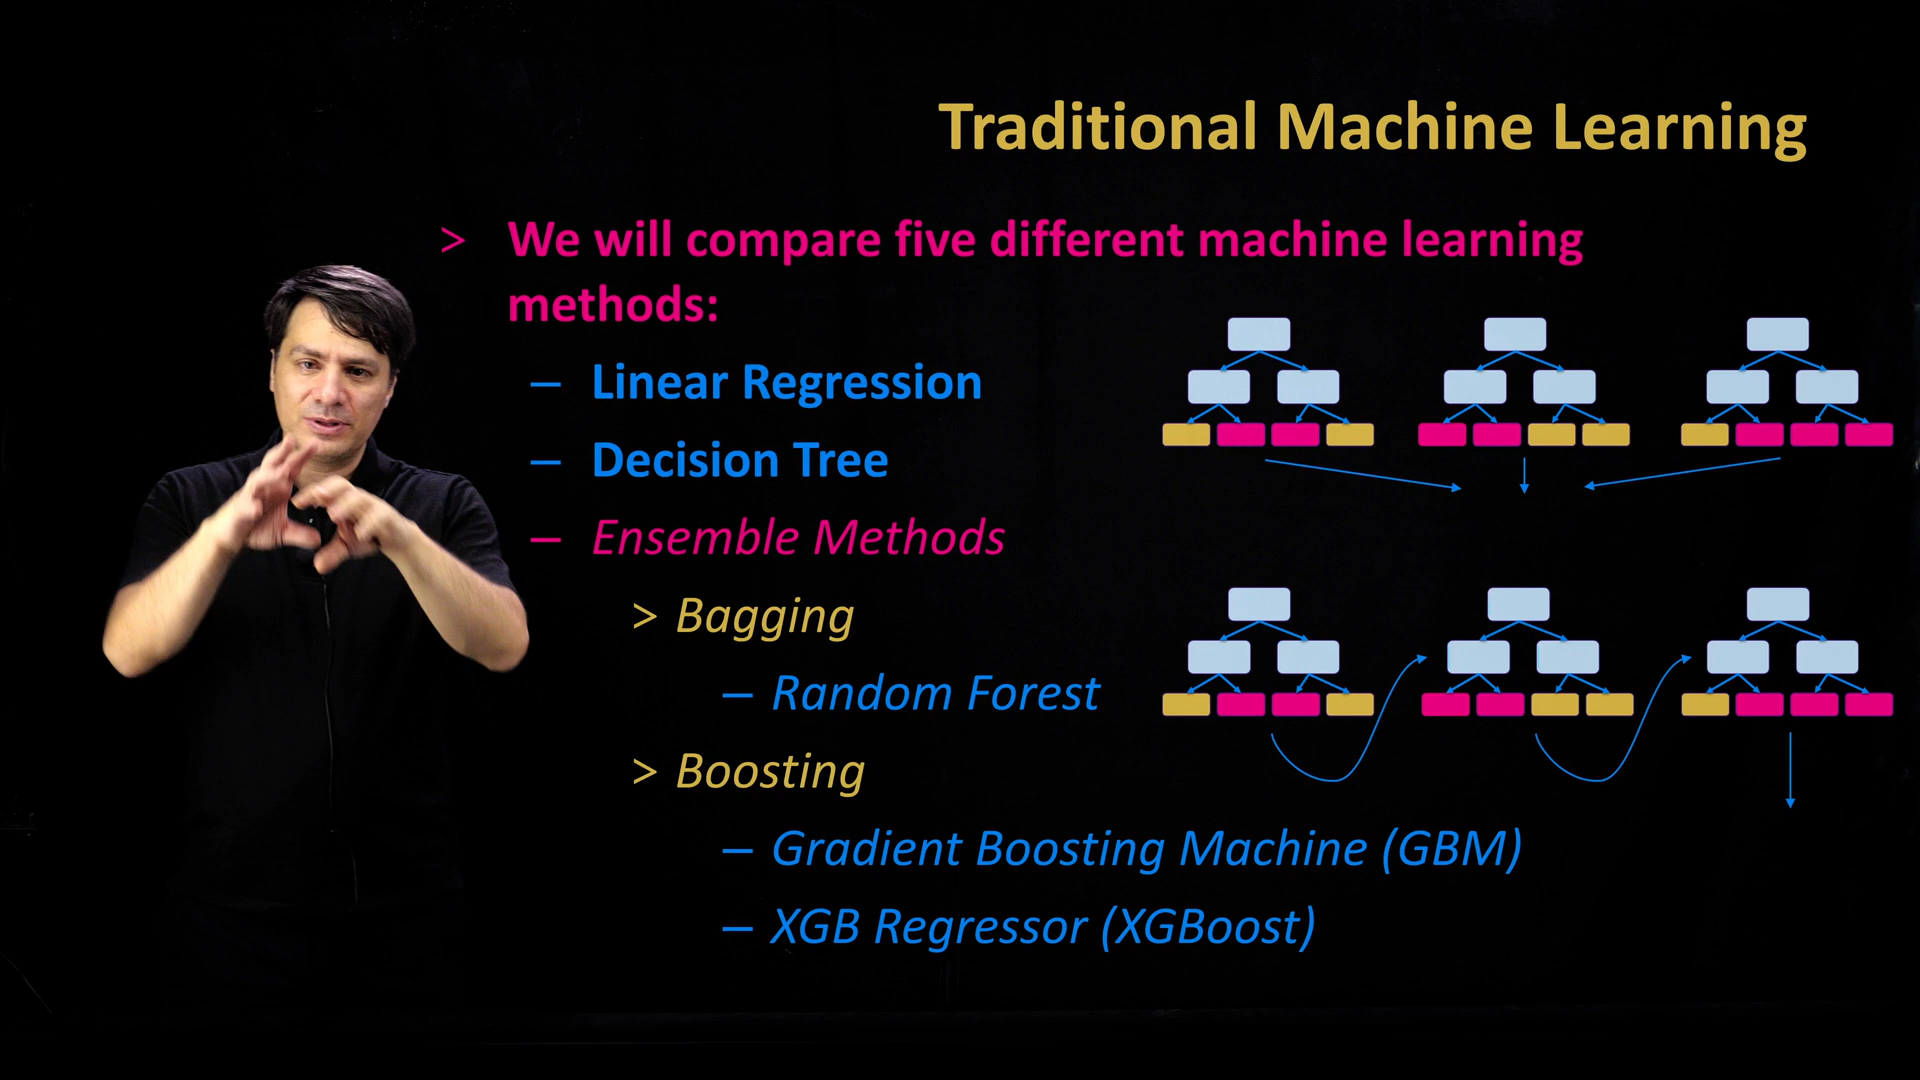 Traditional Machine Learning
> We will compare five different machine learning
methods:
– Linear Regression
– Decision Tree
– Ensemble Methods
> Bagging
– Random Forest
> Boosting
– Gradient Boosting Machine (GBM)
– XGB Regressor (XGBoost)